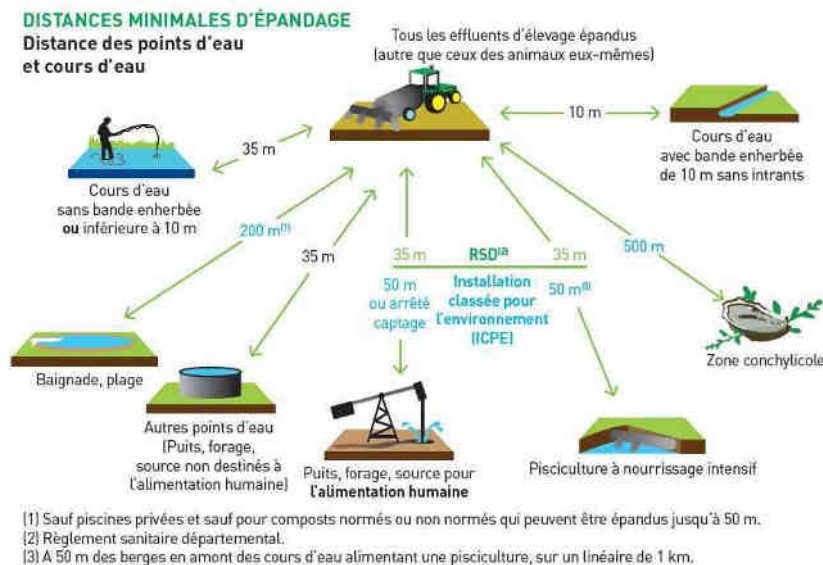 DISTANCES MINIMALES D'ÉPANDAGE
Distance des points d'eau
et cours d'eau
Tous les effluents d'élevage épandus
(autre que ceux des animaux eux-mêmes)
10 m
Cours d'eau
avec bande enherbée
de 10 m sans intrants
35 m
Cours d'eau
sans bande enherbée
ou inférieure à 10 m
200 m(1)
35 m
35 m
RSD(2)
35 m
500 m
50 m
ou arrêté
captage
Installation
classée pour
l'environnement
(ICPE)
50 m(3)
Baignade, plage
Autres points d'eau
(Puits, forage,
source non destinés à
l'alimentation humaine)
Puits, forage, source pour
l'alimentation humaine
Pisciculture à nourrissage intensif
Zone conchylicole
(1) Sauf piscines privées et sauf pour composts normés ou non normés qui peuvent être épandus jusqu'à 50 m.
(2) Règlement sanitaire départemental.
(3) A 50 m des berges en amont des cours d'eau alimentant une pisciculture, sur un linéaire de 1 km.